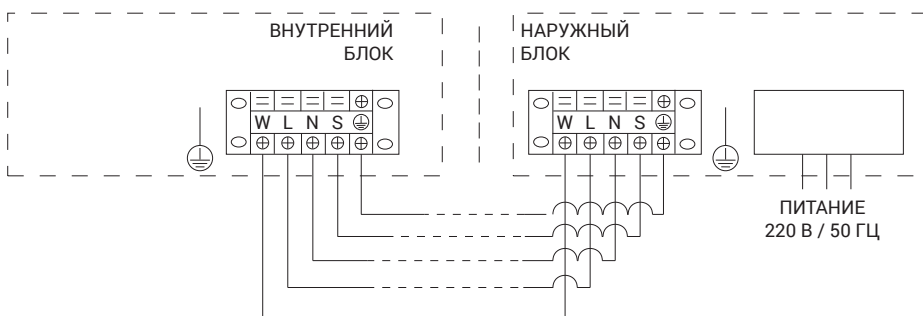 ВНУТРЕННИЙ
БЛОК
НАРУЖНЫЙ
БЛОК
W L N S
W L N S
ПИТАНИЕ
220 В / 50 ГЦ